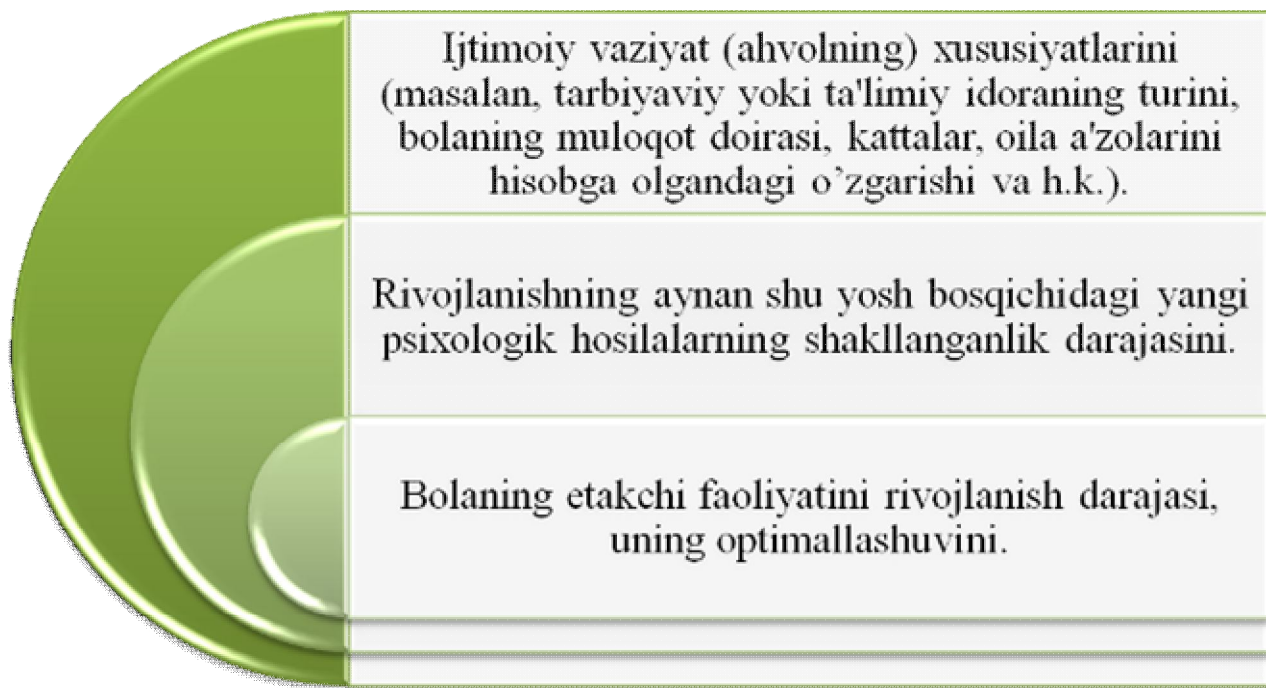 Ijtimoiy vaziyat (ahvolning) xususiyatlarini
(masalan, tarbiyaviy yoki ta'limiy idoraning turini,
bolaning muloqot doirasi, kattalar, oila a'zolarini
hisobga olgandagi o’zgarishi va h.k.).
Rivojlanishning aynan shu yosh bosqichidagi yangi
psixologik hosilalarning shakllanganlik darajasini.
Bolaning etakchi faoliyatini rivojlanish darajasi,
uning optimallashuvini.